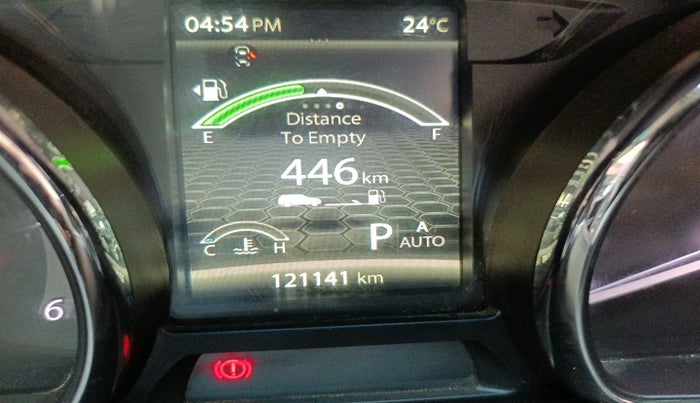 04:54 PM 24°C
E F
Distance
To Empty
446 km
C H P A
AUTO
121141 km
6